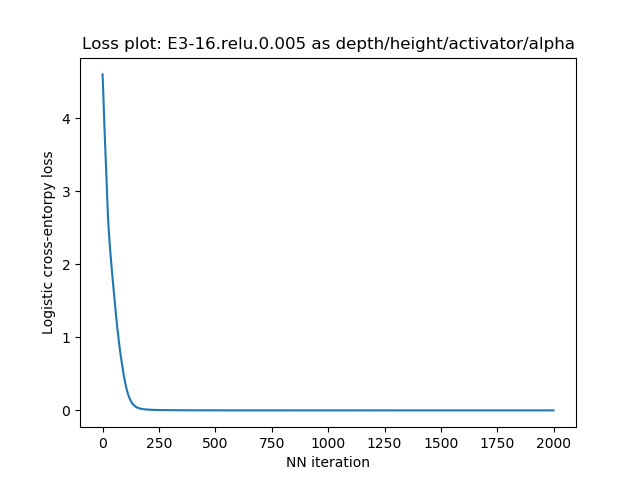 Loss plot: E3-16.relu.0.005 as depth/height/activator/alpha
Logistic cross-entorpy loss
4
3
2
1
0
0 250 500 750 1000 1250 1500 1750 2000
NN iteration